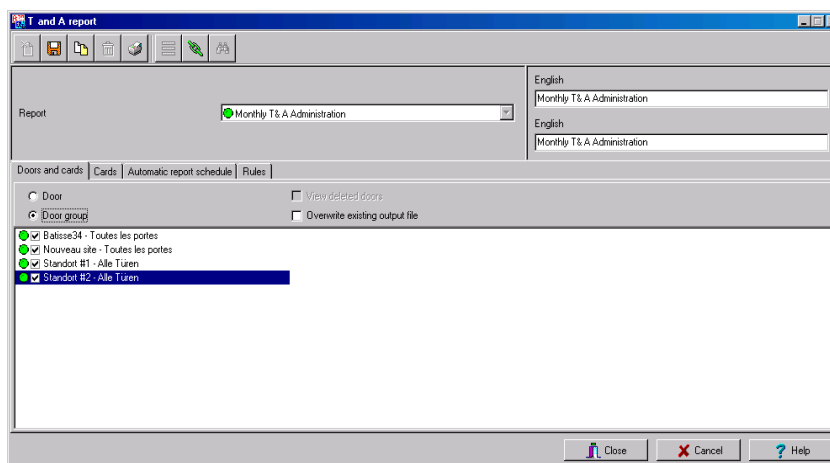 T and A report
English
Monthly T& A Administration
Report
Monthly T& A Administration
English
Monthly T& A Administration
Doors and cards
Cards
Automatic report schedule
Rules
Door
View deleted doors
Door group
Overwrite existing output file
Batisse34 - Toutes les portes
Nouveau site - Toutes les portes
Standort #1 - Alle Türen
Standort #2 - Alle Türen
Close
Cancel
Help